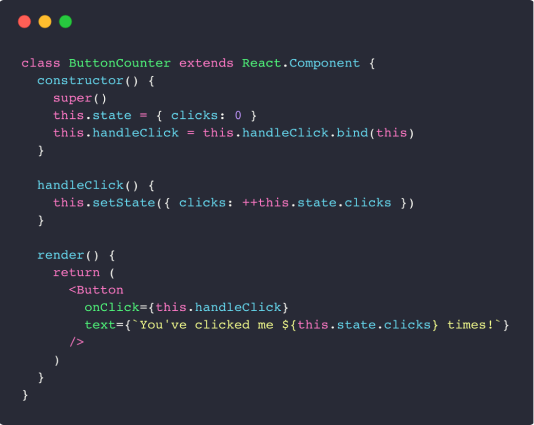 class ButtonCounter extends React.Component {
  constructor() {
    super()
    this.state = { clicks: 0 }
    this.handleClick = this.handleClick.bind(this)
  }

  handleClick() {
    this.setState({ clicks: ++this.state.clicks })
  }

  render() {
    return (
      <Button
        onClick={this.handleClick}
        text={`You've clicked me ${this.state.clicks} times!`}
      />
    )
  }
}